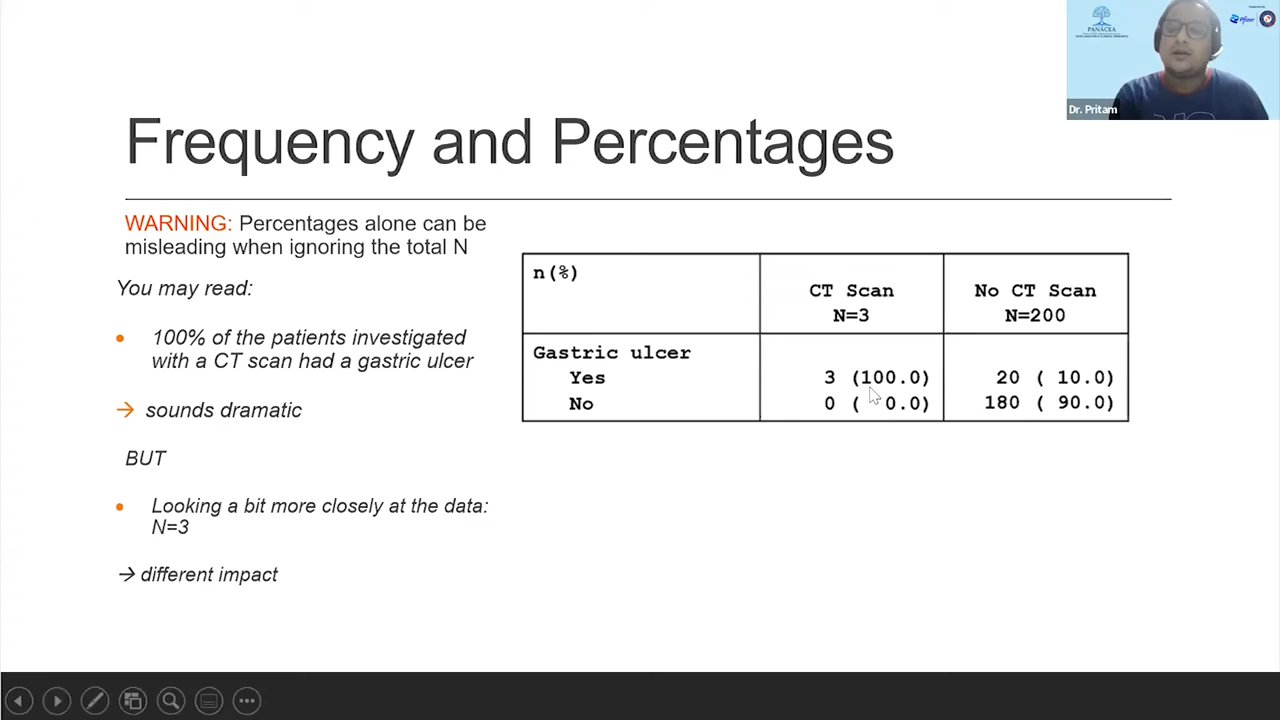 PANACEA
Pfizer
Dr. Pritam
Frequency and Percentages
WARNING: Percentages alone can be
misleading when ignoring the total N
You may read:
• 100% of the patients investigated
with a CT scan had a gastric ulcer
→ sounds dramatic
BUT
• Looking a bit more closely at the data:
N=3
→ different impact
n(%)
CT Scan No CT Scan
N=3 N=200
Gastric ulcer
Yes 3 (100.0) 20 ( 10.0)
No 0 ( 0.0) 180 ( 90.0)